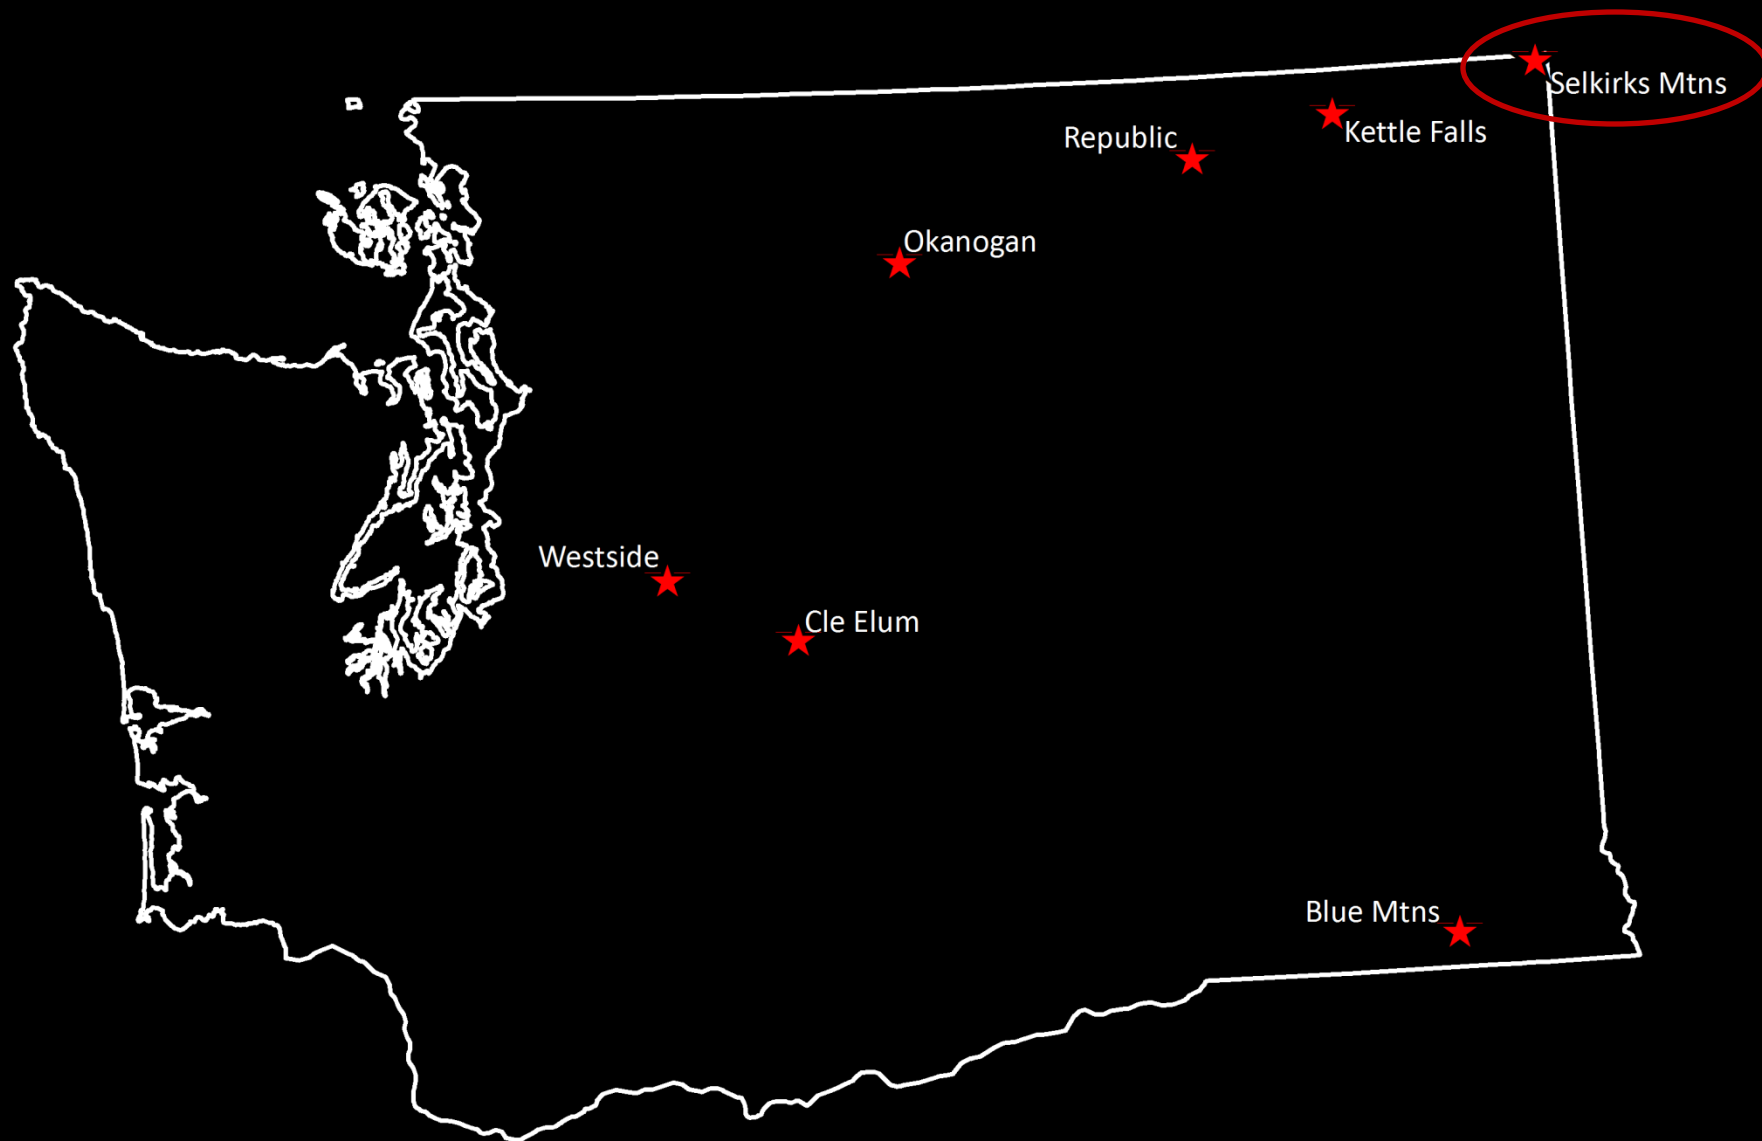 Selkirks Mtns
Kettle Falls
Republic
Okanogan
Westside
Cle Elum
Blue Mtns